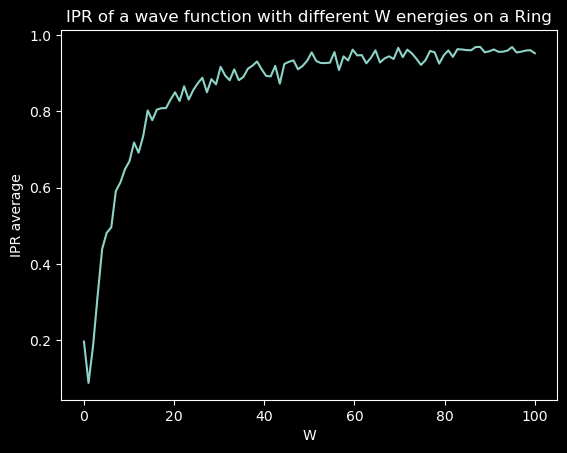 IPR of a wave function with different W energies on a Ring
1.0
0.8
0.6
0.4
0.2
IPR average
0 20 40 60 80 100
W